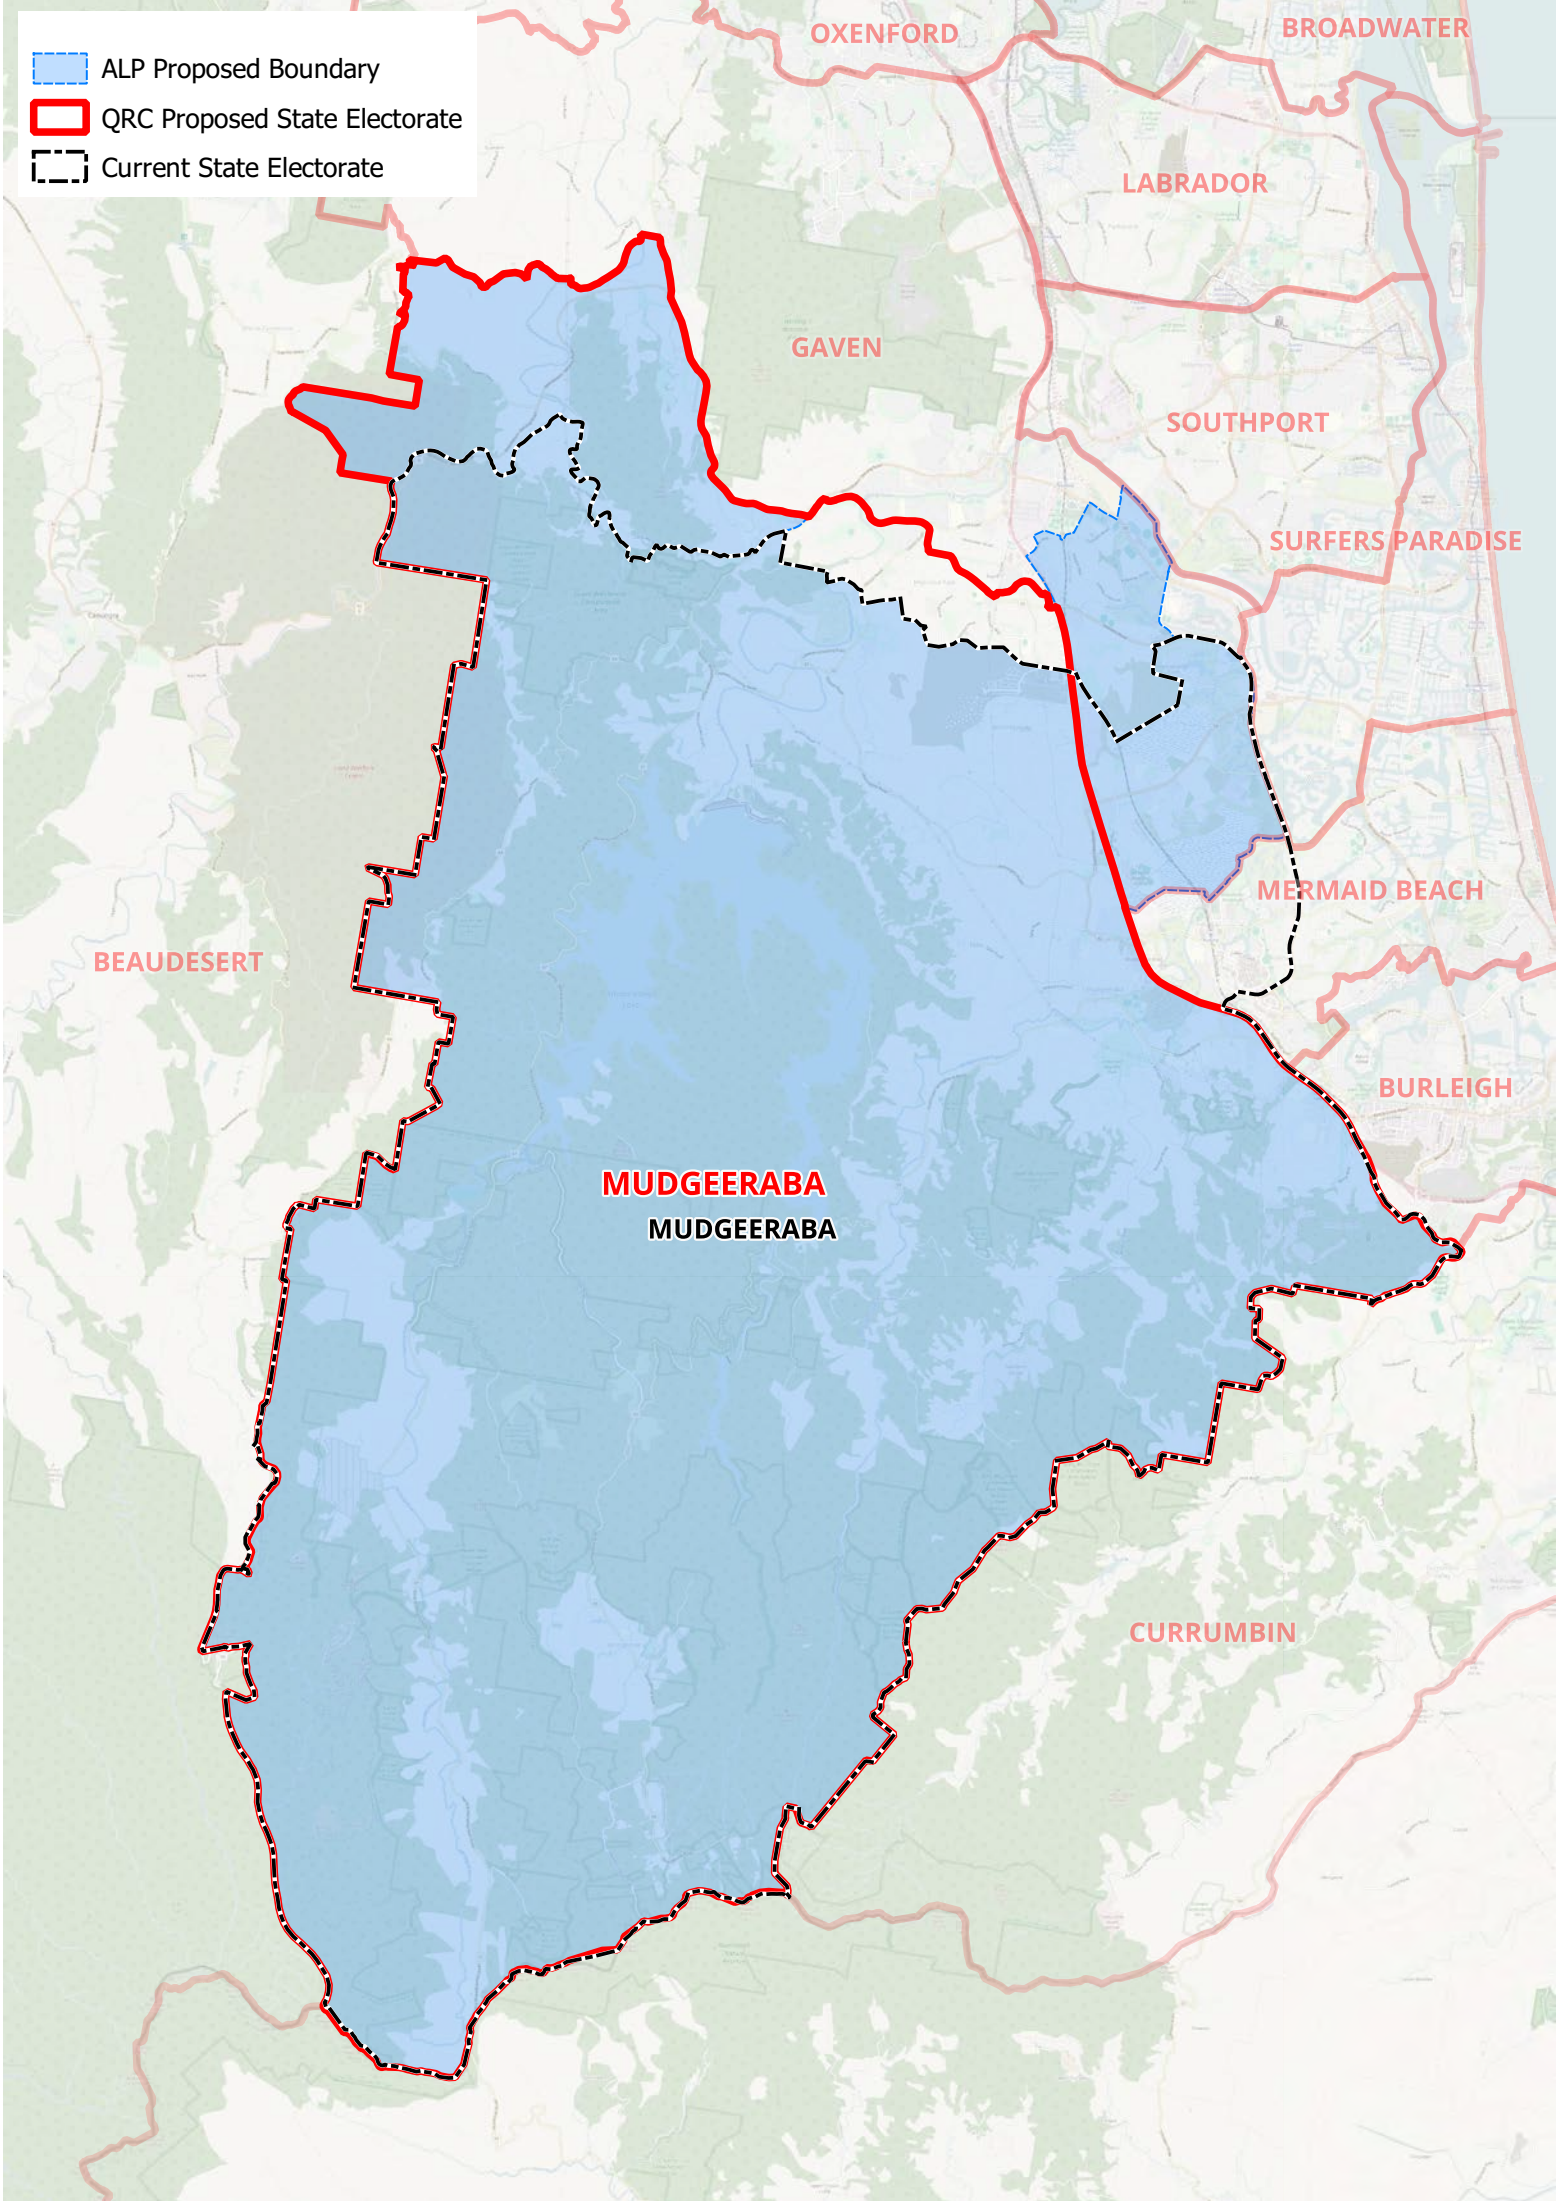 ALP Proposed Boundary
QRC Proposed State Electorate
Current State Electorate
OXENFORD
BROADWATER
LABRADOR
GAVEN
SOUTHPORT
SURFERS PARADISE
MERMAID BEACH
BEAUDESERT
BURLEIGH
MUDGEERABA
MUDGEERABA
CURRUMBIN